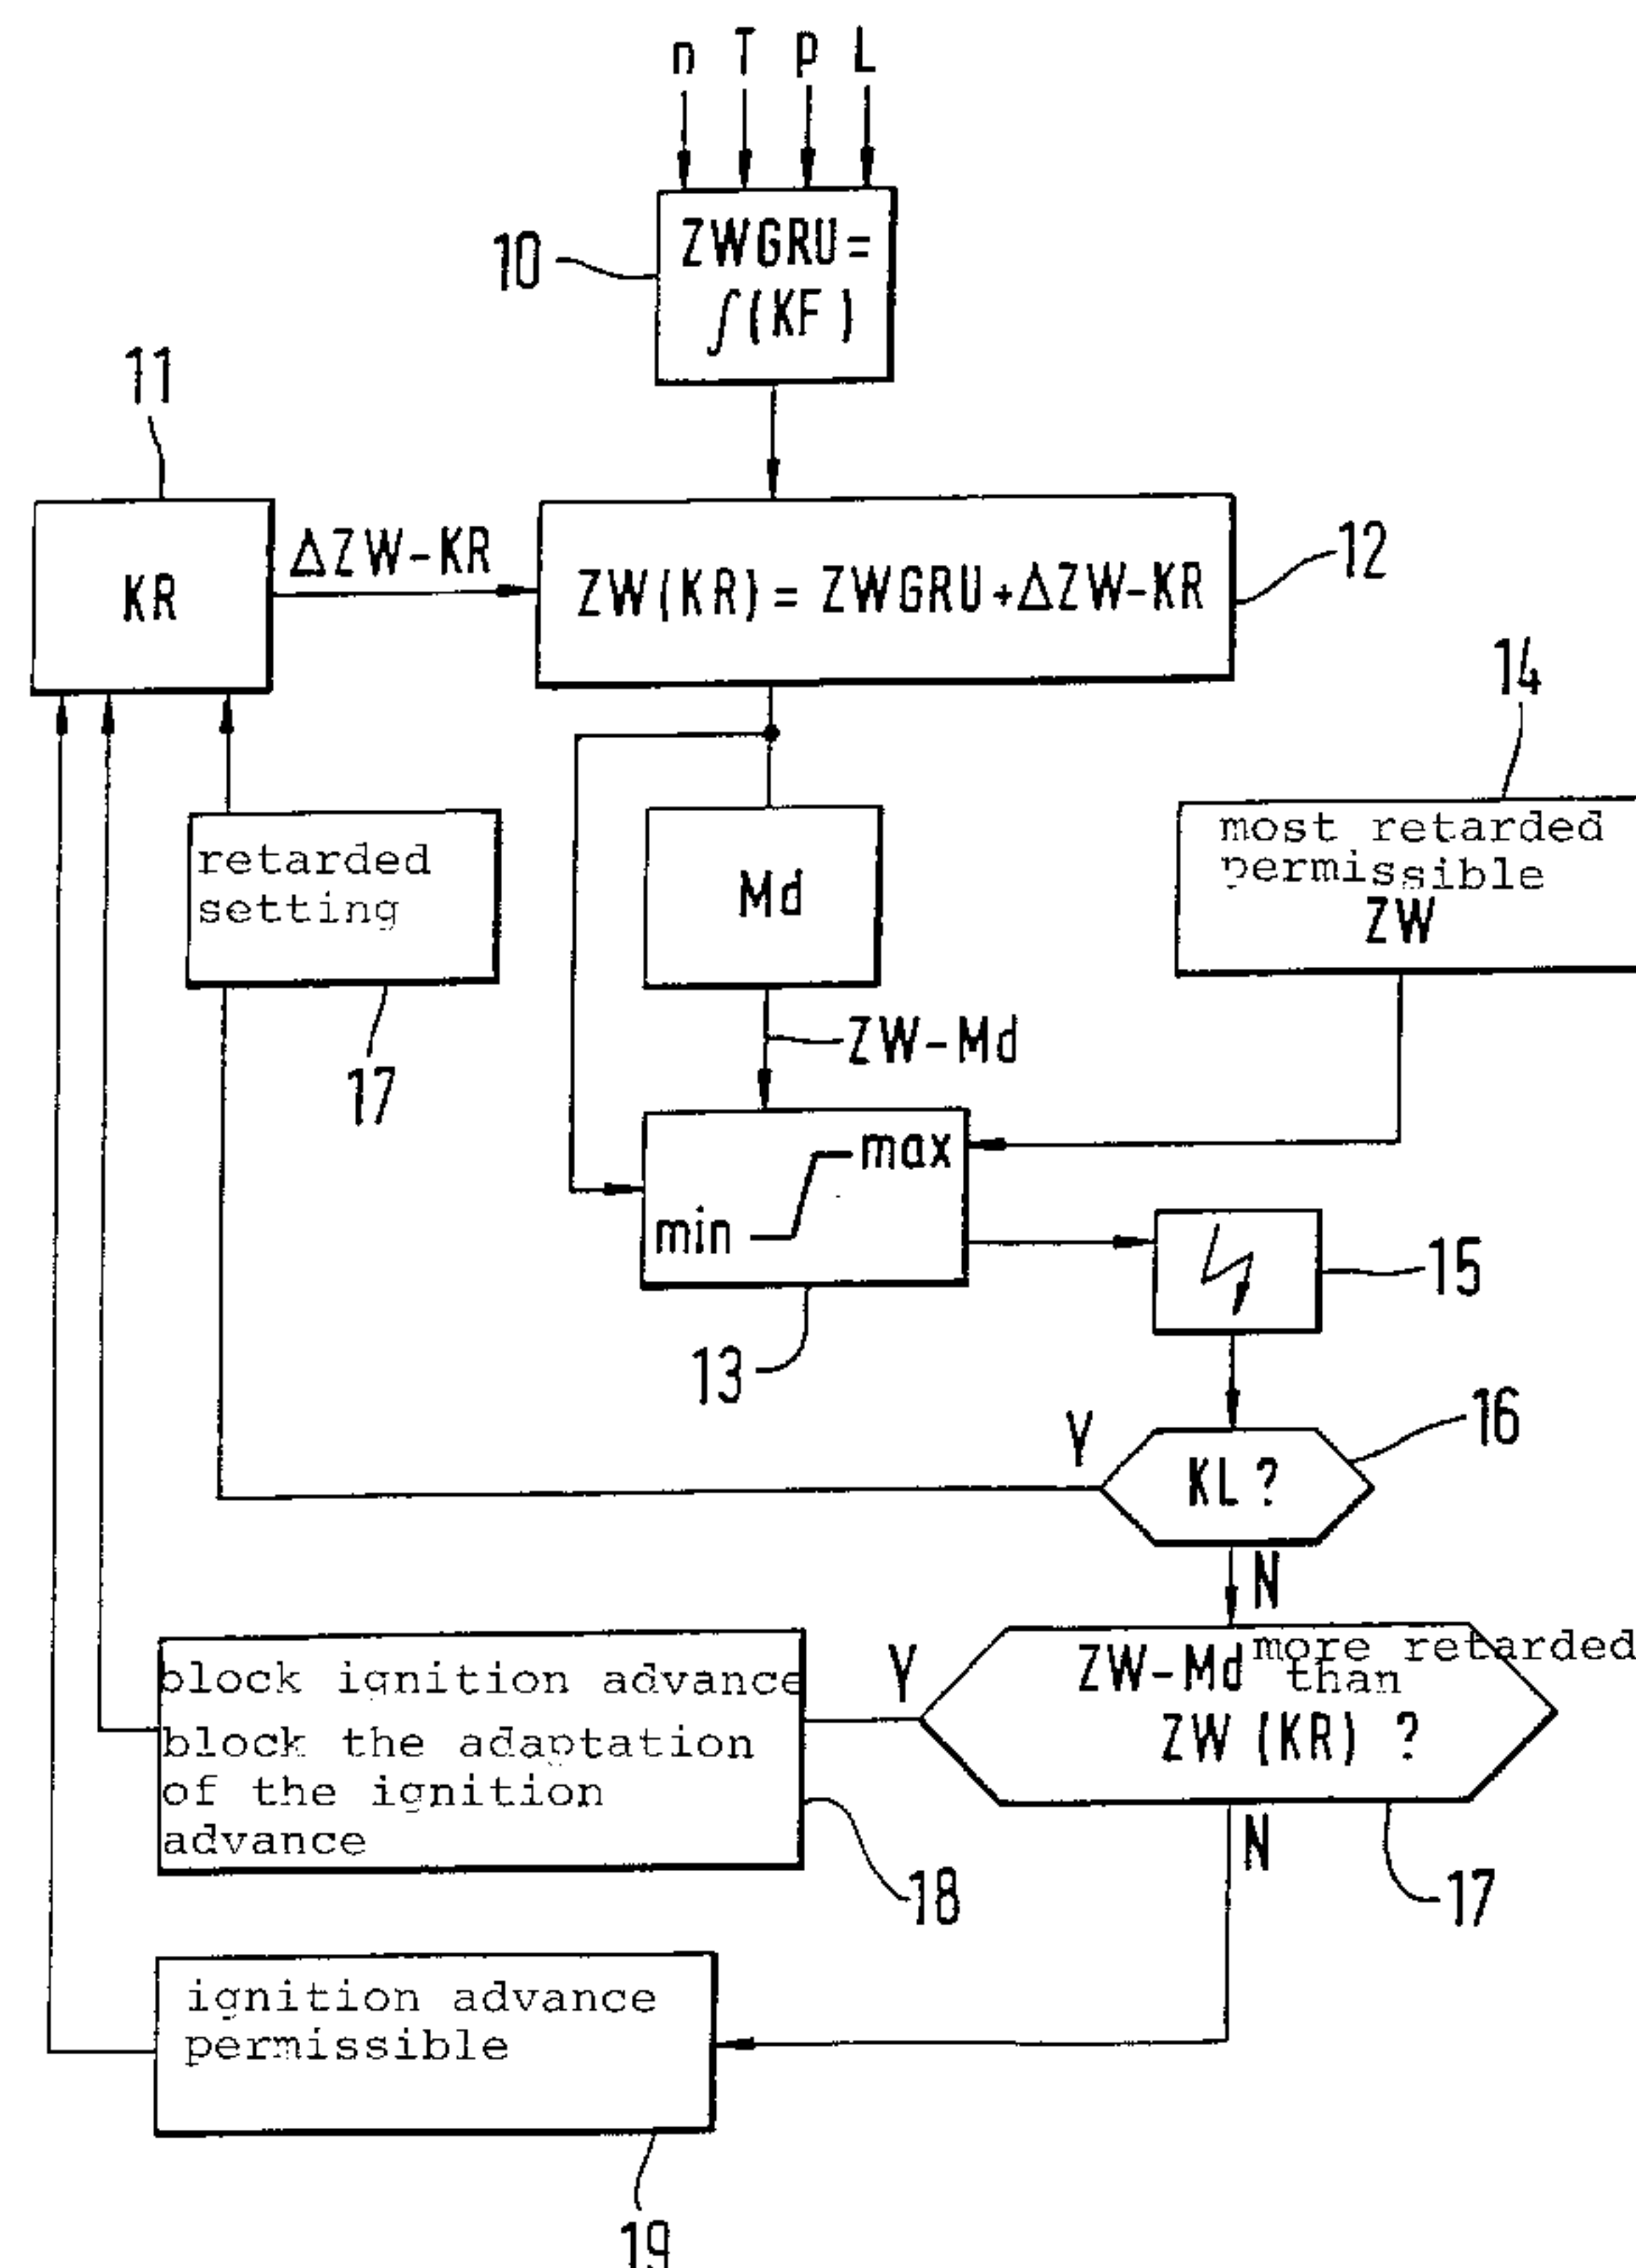 n T p L
10
ZWGRU=
∫(KF)
11
KR
ΔZW-KR
ZW(KR)= ZWGRU+ΔZW-KR
12
14
retarded
setting
17
Md
most retarded
permissible
ZW
ZW-Md
max
min
13
15
16
Y
KL ?
N
block ignition advance
block the adaptation
of the ignition
advance
18
Y
ZW-Md more retarded
than
ZW (KR) ?
N
17
ignition advance
permissible
19